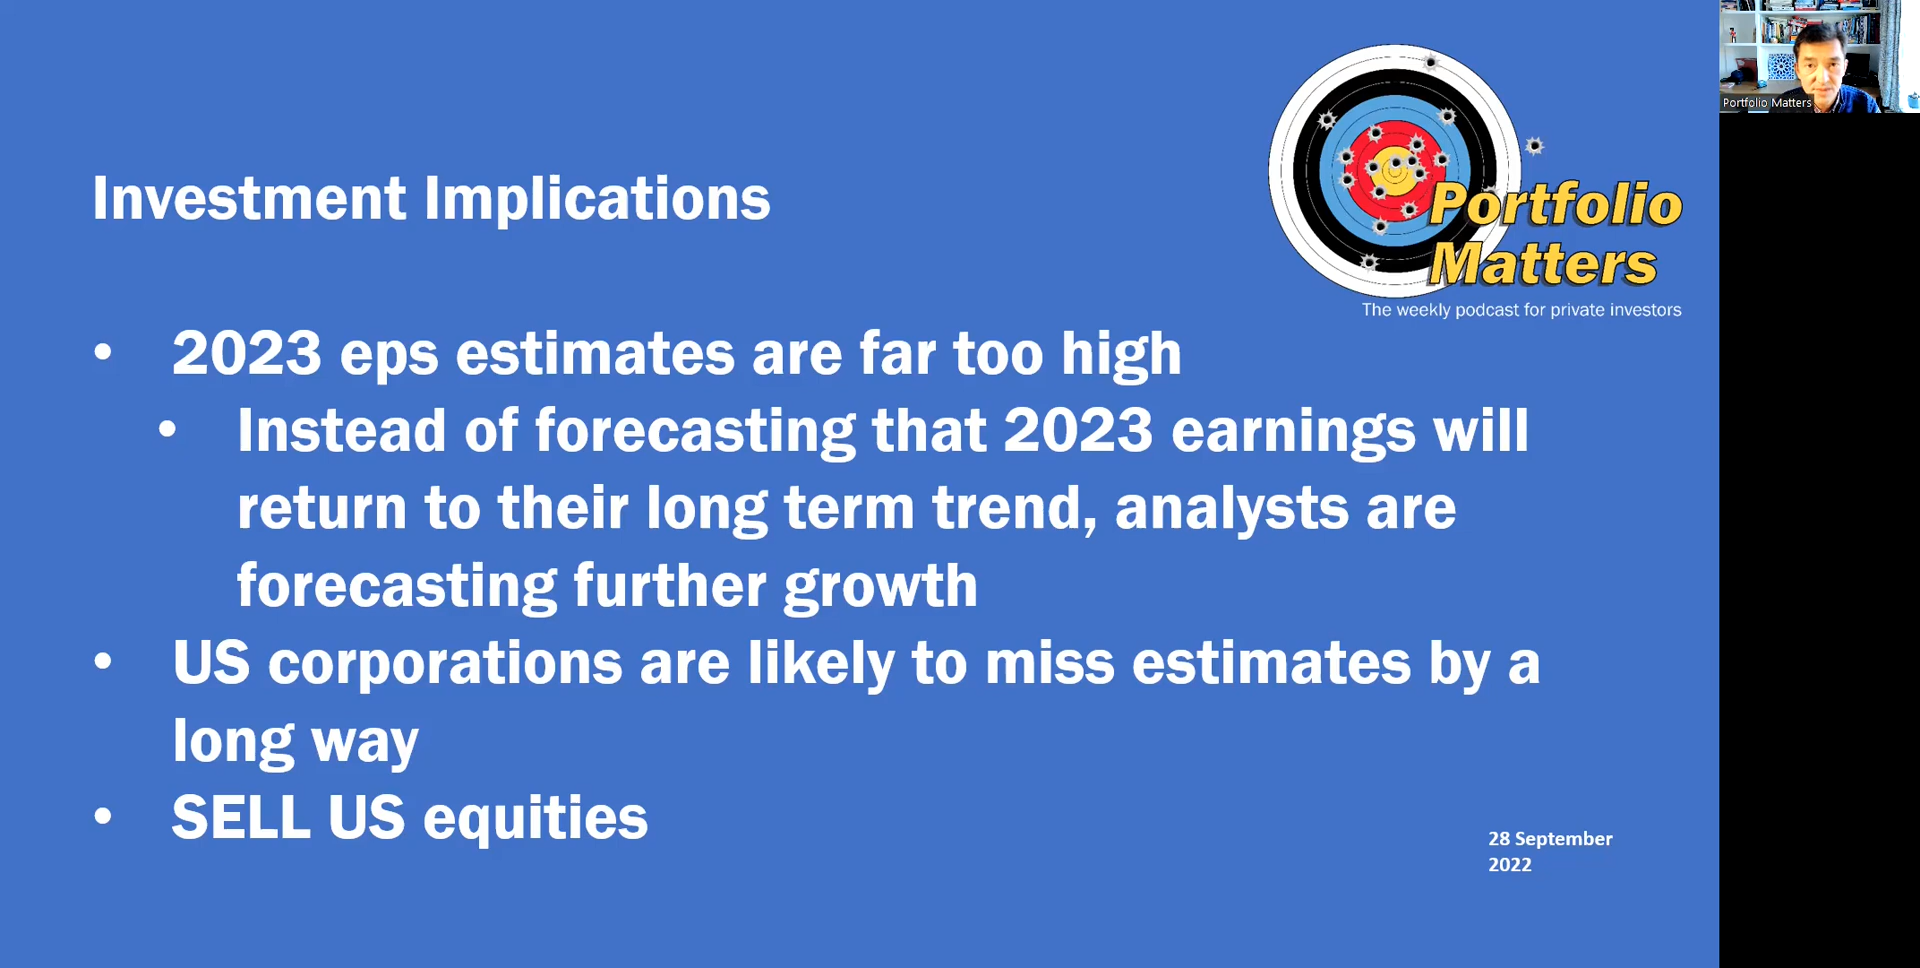 Investment Implications
Portfolio
Matters
The weekly podcast for private investors
Portfolio Matters
• 2023 eps estimates are far too high
• Instead of forecasting that 2023 earnings will
return to their long term trend, analysts are
forecasting further growth
• US corporations are likely to miss estimates by a
long way
• SELL US equities
28 September
2022